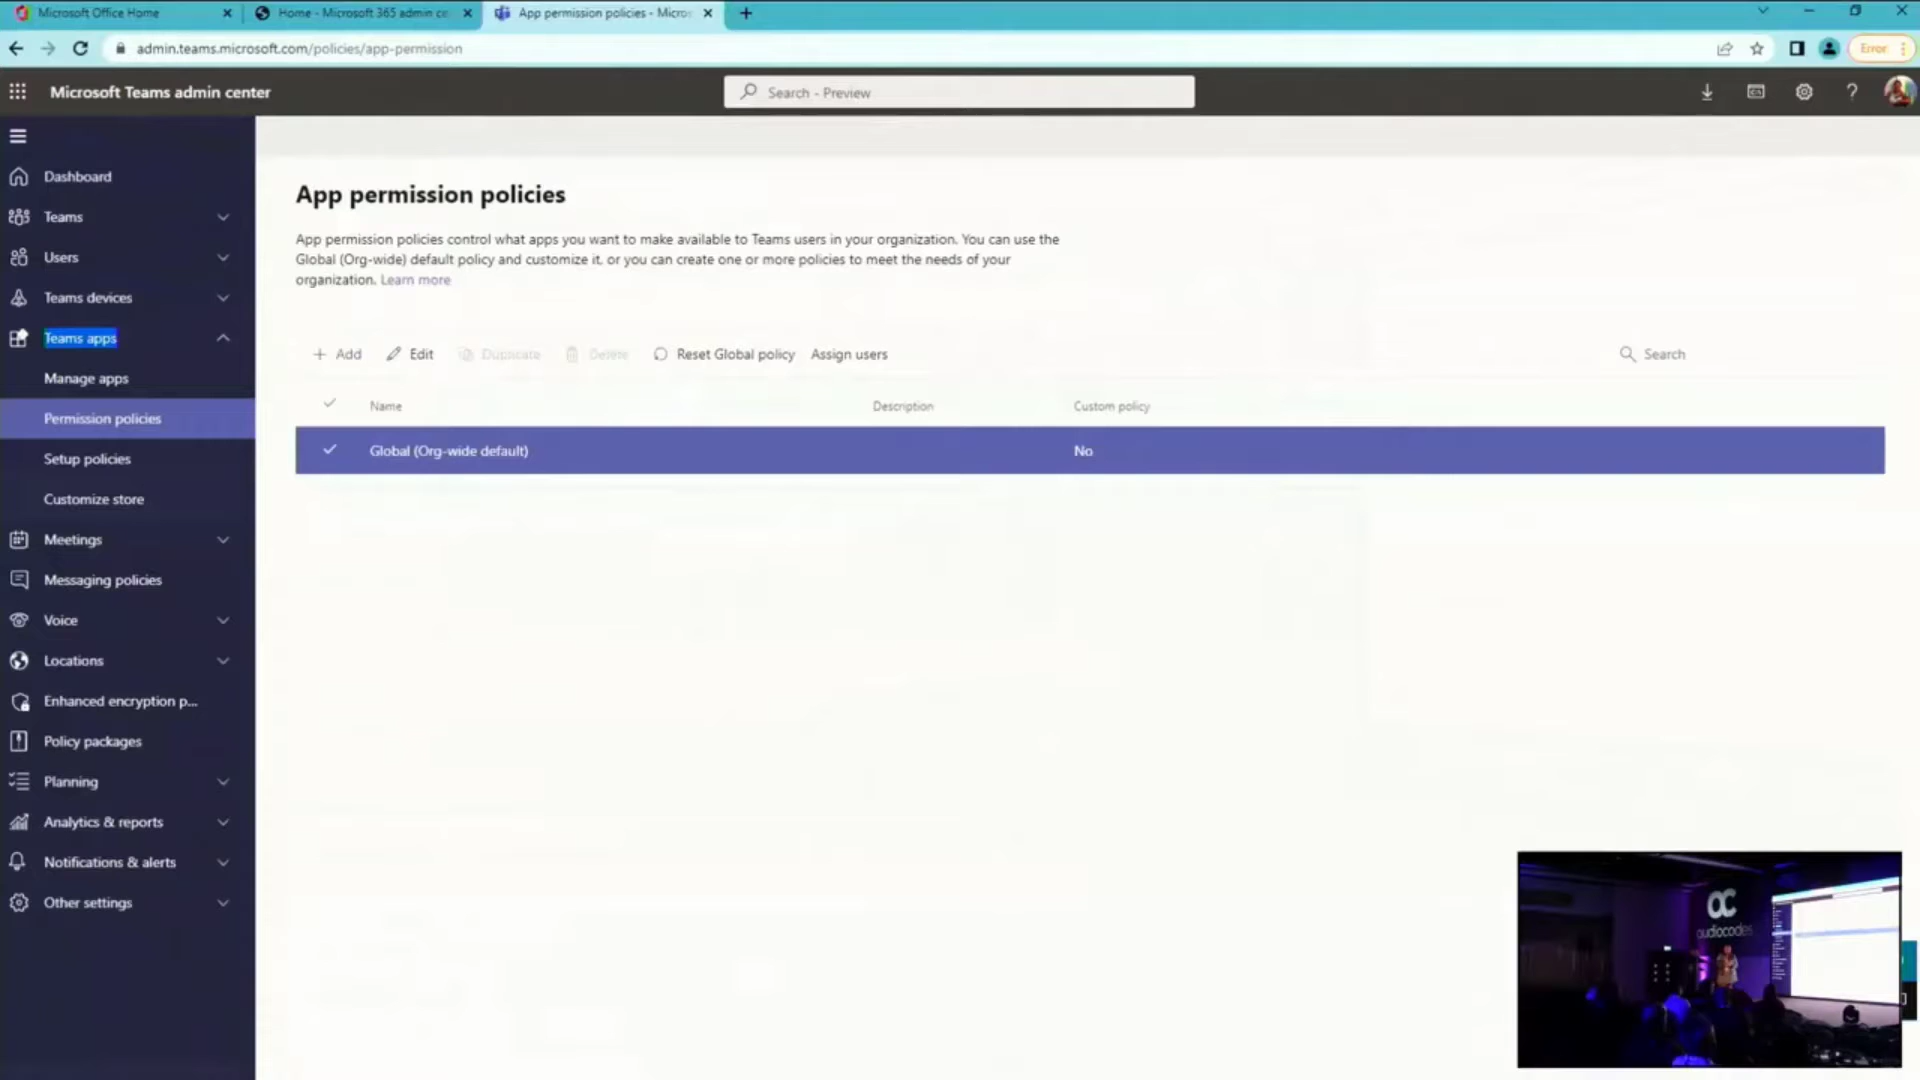 Microsoft Office Home
Home - Microsoft 365 admin ce
App permission policies - Micros
admin.teams.microsoft.com/policies/app-permission
Error
Microsoft Teams admin center
Search - Preview
Dashboard
Teams
Users
Teams devices
Teams apps
Manage apps
Permission policies
Setup policies
Customize store
Meetings
Messaging policies
Voice
Locations
Enhanced encryption p...
Policy packages
Planning
Analytics & reports
Notifications & alerts
Other settings
App permission policies
App permission policies control what apps you want to make available to Teams users in your organization. You can use the
Global (Org-wide) default policy and customize it, or you can create one or more policies to meet the needs of your
organization. Learn more
Add Edit Duplicate Delete Reset Global policy Assign users Search
Name Description Custom policy
Global (Org-wide default) No
audiocodes